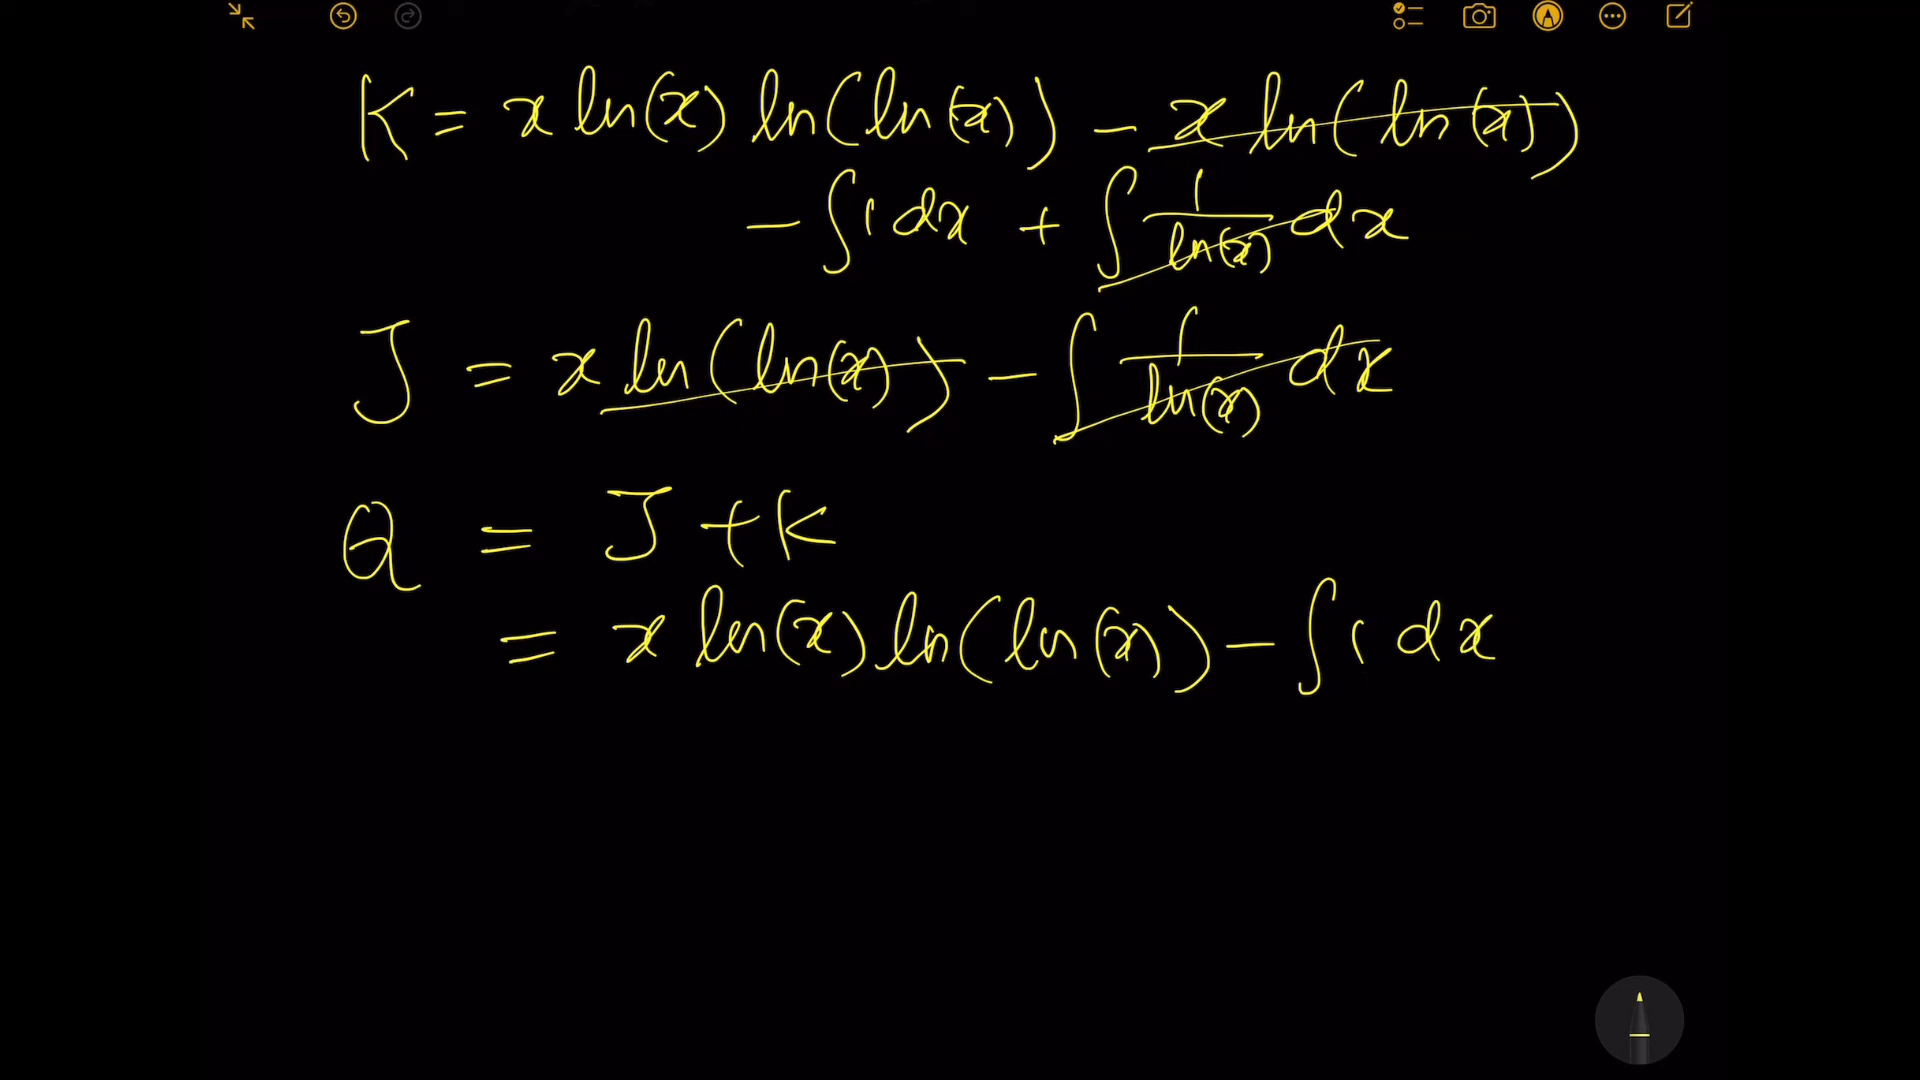 K = x ln(x) ln(ln(x)) - x ln(ln(x))
- ∫ 1 dx + ∫ 1/ln(x) dx
J = x ln(ln(x)) - ∫ 1/ln(x) dx
Q = J + K
= x ln(x) ln(ln(x)) - ∫ 1 dx